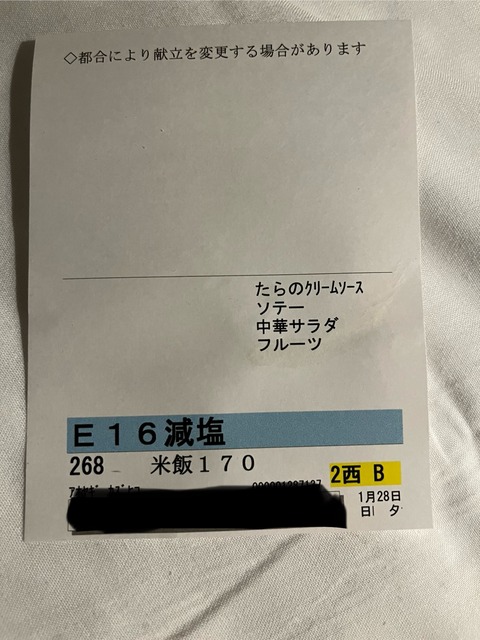 ◇都合により献立を変更する場合があります
たらのｸﾘｰﾑｿｰｽ
ソテー
中華サラダ
フルーツ
Ｅ１６減塩
268 米飯１７０
2西 B
1月28日
日 夕